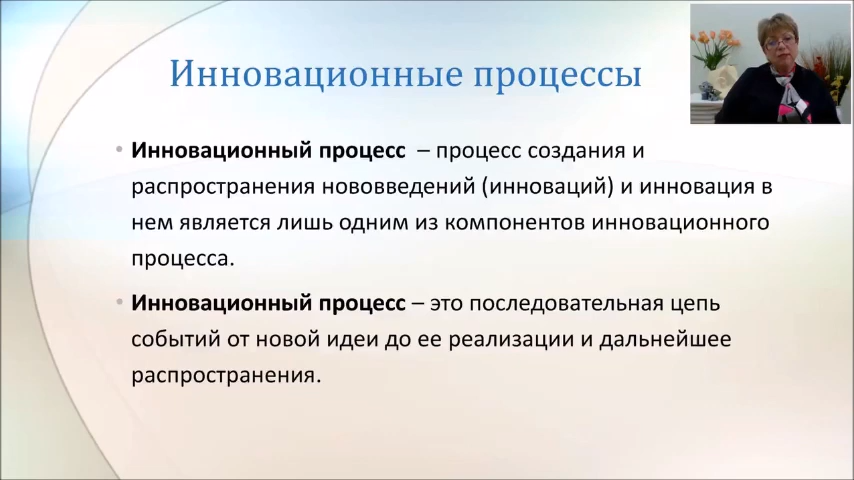 Инновационные процессы
• Инновационный процесс – процесс создания и
распространения нововведений (инноваций) и инновация в
нем является лишь одним из компонентов инновационного
процесса.
• Инновационный процесс – это последовательная цепь
событий от новой идеи до ее реализации и дальнейшее
распространения.